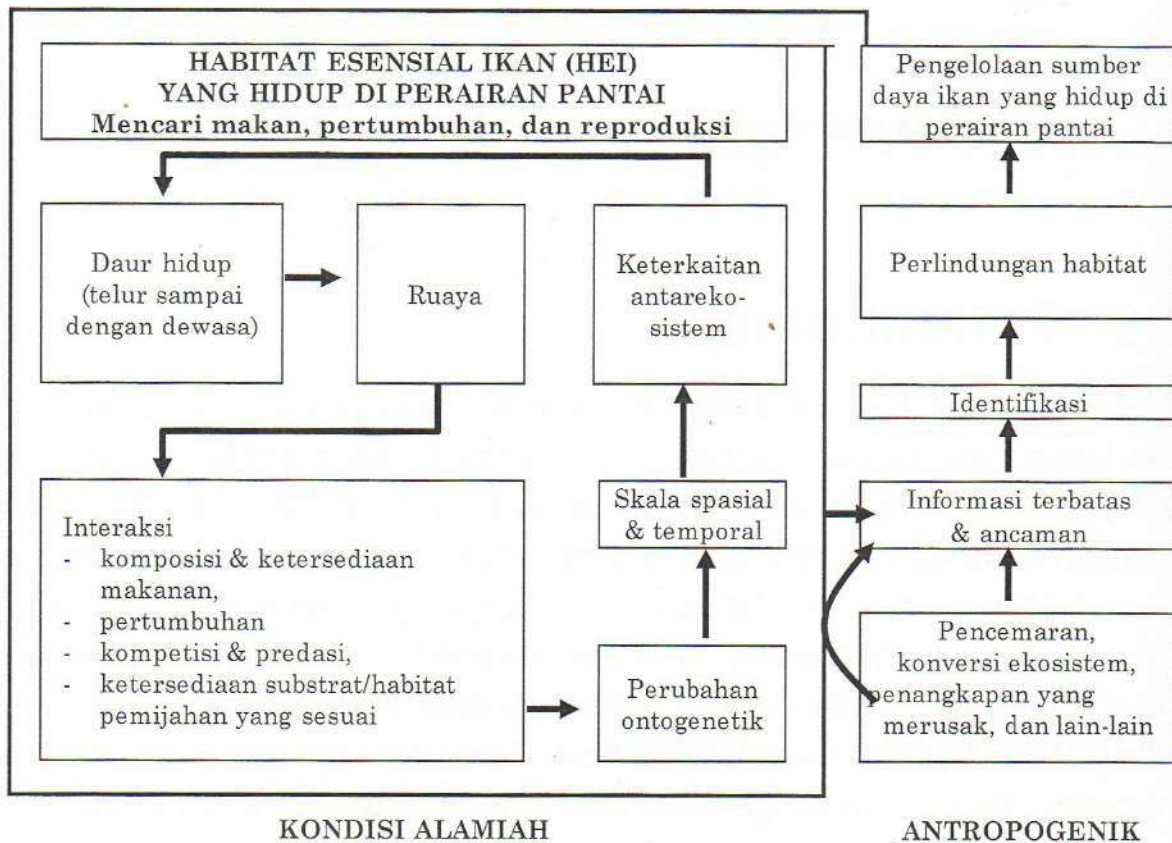 HABITAT ESENSIAL IKAN (HEI)
YANG HIDUP DI PERAIRAN PANTAI
Mencari makan, pertumbuhan, dan reproduksi
Pengelolaan sumber
daya ikan yang hidup di
perairan pantai
Daur hidup
(telur sampai
dengan dewasa)
Ruaya
Keterkaitan
antareko-
sistem
Perlindungan habitat
Identifikasi
Interaksi
- komposisi & ketersediaan
makanan,
- pertumbuhan
- kompetisi & predasi,
- ketersediaan substrat/habitat
pemijahan yang sesuai
Skala spasial
& temporal
Informasi terbatas
& ancaman
Perubahan
ontogenetik
Pencemaran,
konversi ekosistem,
penangkapan yang
merusak, dan lain-lain
KONDISI ALAMIAH
ANTROPOGENIK